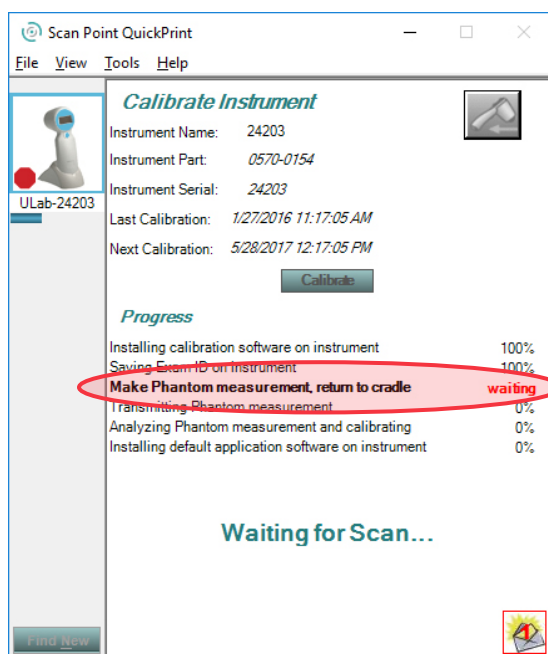 Scan Point QuickPrint
File View Tools Help
Calibrate Instrument
Instrument Name: 24203
Instrument Part: 0570-0154
Instrument Serial: 24203
ULab-24203
Last Calibration: 1/27/2016 11:17:05 AM
Next Calibration: 5/28/2017 12:17:05 PM
Calibrate
Progress
Installing calibration software on instrument 100%
Saving Exam ID on instrument 100%
Make Phantom measurement, return to cradle waiting
Transmitting Phantom measurement 0%
Analyzing Phantom measurement and calibrating 0%
Installing default application software on instrument 0%
Waiting for Scan...
Find New
1